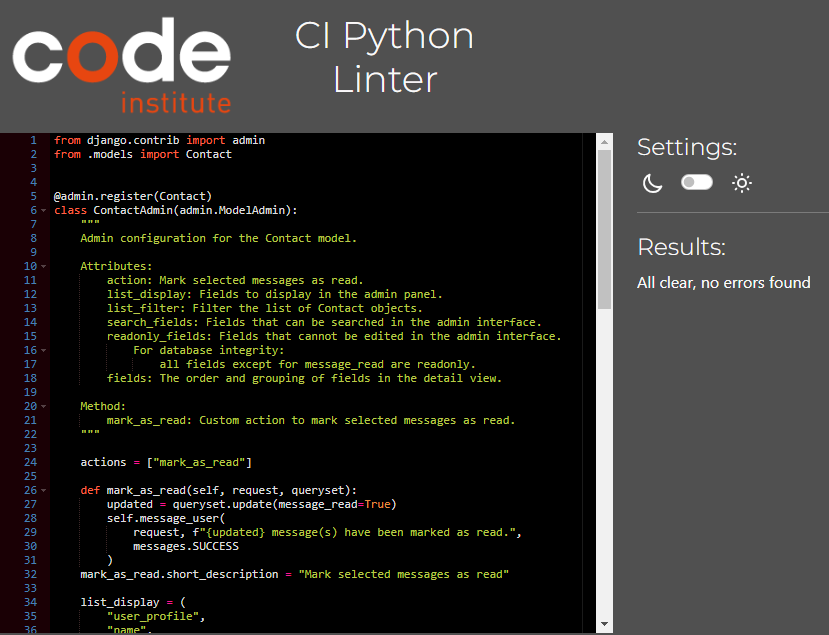 code
institute
CI Python
Linter
1 from django.contrib import admin
2 from .models import Contact
3
4
5 @admin.register(Contact)
6 class ContactAdmin(admin.ModelAdmin):
7 """
8 Admin configuration for the Contact model.
9
10 Attributes:
11 action: Mark selected messages as read.
12 list_display: Fields to display in the admin panel.
13 list_filter: Filter the list of Contact objects.
14 search_fields: Fields that can be searched in the admin interface.
15 readonly_fields: Fields that cannot be edited in the admin interface.
16 For database integrity:
17 all fields except for message_read are readonly.
18 fields: The order and grouping of fields in the detail view.
19
20 Method:
21 mark_as_read: Custom action to mark selected messages as read.
22 """
23
24 actions = ["mark_as_read"]
25
26 def mark_as_read(self, request, queryset):
27 updated = queryset.update(message_read=True)
28 self.message_user(
29 request, f"{updated} message(s) have been marked as read.",
30 messages.SUCCESS
31 )
32 mark_as_read.short_description = "Mark selected messages as read"
33
34 list_display = (
35 "user_profile",
36 "name",
Settings:
Results:
All clear, no errors found